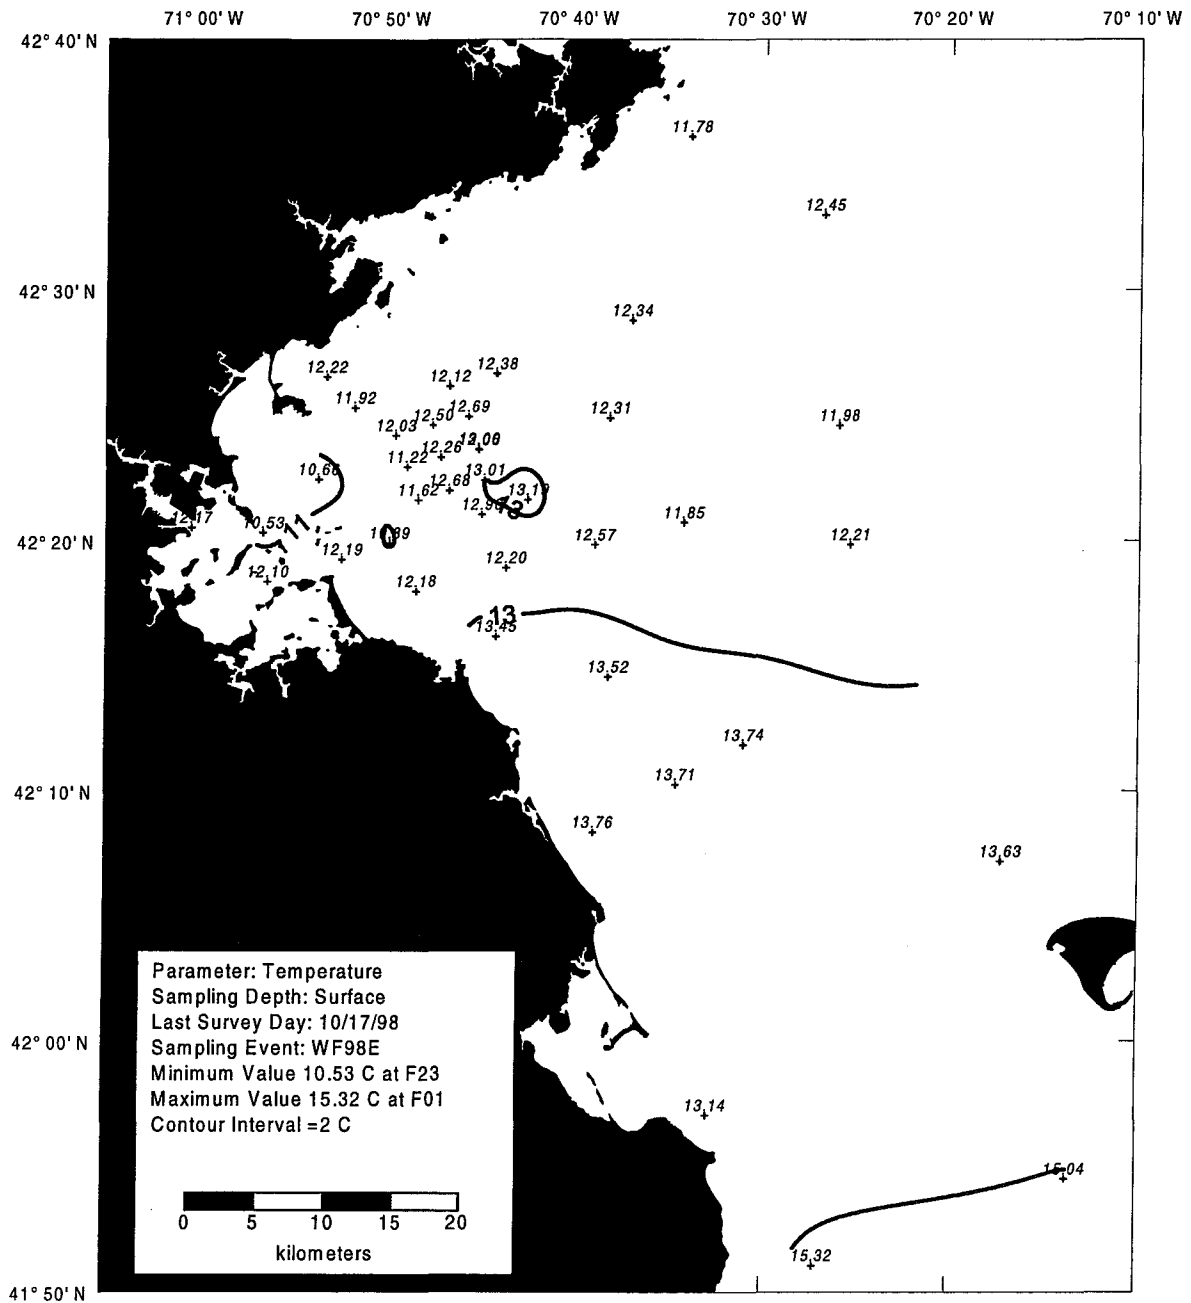 71° 00' W 70° 50' W 70° 40' W 70° 30' W 70° 20' W 70° 10' W
42° 40' N
11.78
12.45
42° 30' N
12.34
12.22
12.12
12.38
11.92
12.03
12.50
12.69
12.31
11.98
11.22
12.26
10.66
11.62
12.68
13.01
13
11.85
12.17
10.53
11
12.57
12.21
42° 20' N
12.19
12.20
12.10
12.18
13
13.45
13.52
13.74
13.71
42° 10' N
13.76
13.63
Parameter: Temperature
Sampling Depth: Surface
Last Survey Day: 10/17/98
Sampling Event: WF98E
Minimum Value 10.53 C at F23
Maximum Value 15.32 C at F01
Contour Interval =2 C
42° 00' N
13.14
15.04
0 5 10 15 20
kilometers
15.32
41° 50' N